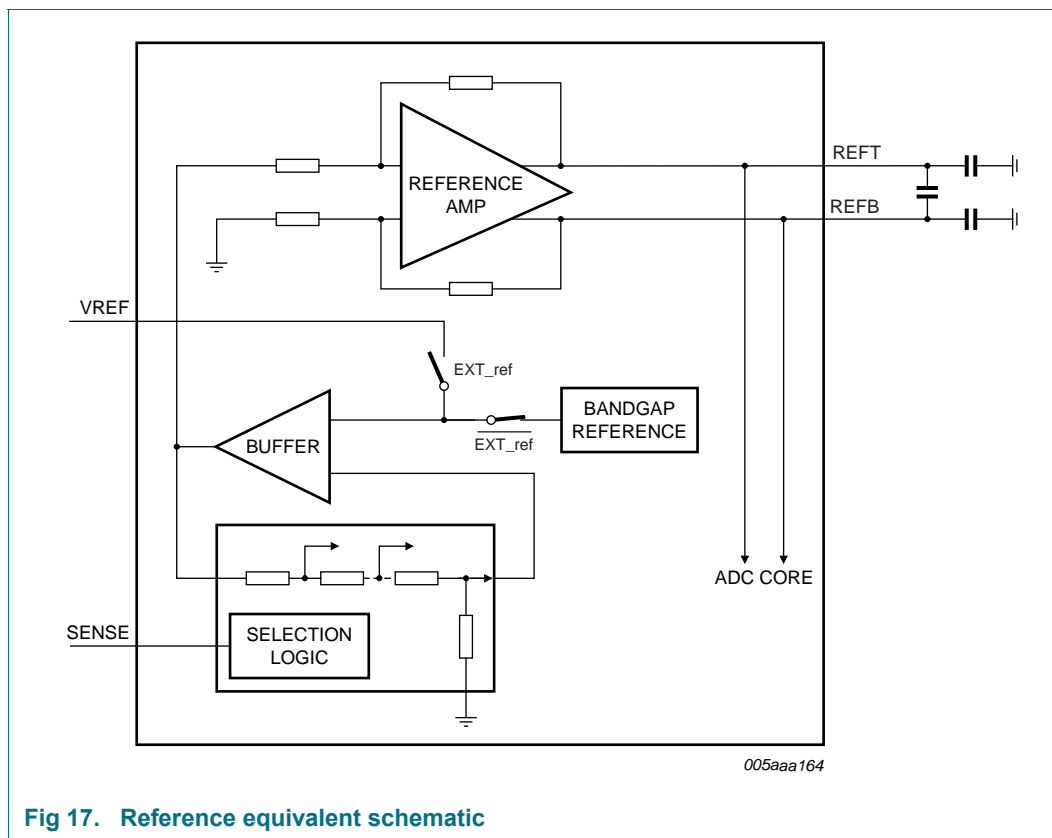 REFERENCE
AMP
REFT
REFB
VREF
EXT_ref
EXT_ref
BANDGAP
REFERENCE
BUFFER
ADC CORE
SENSE
SELECTION
LOGIC
005aaa164
Fig 17. Reference equivalent schematic